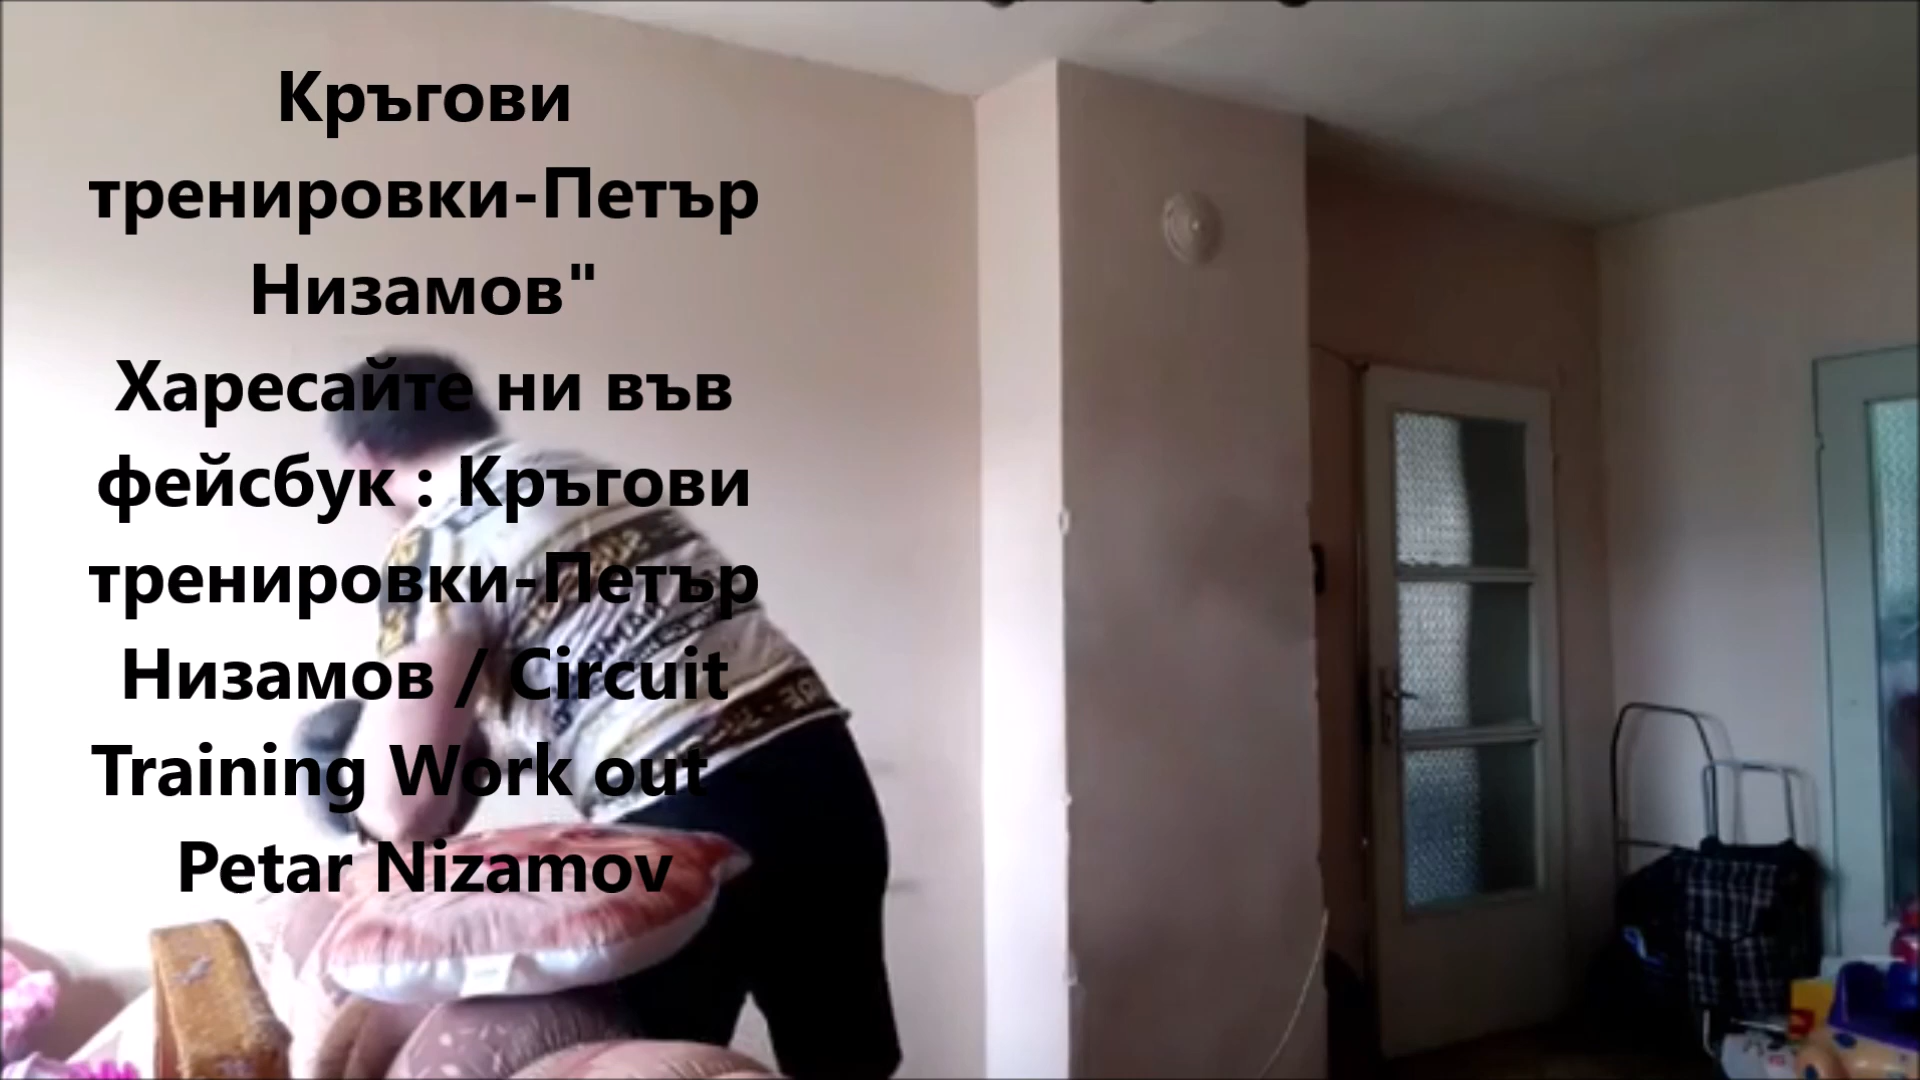 Кръгови
тренировки-Петър
Низамов"
Харесайте ни във
фейсбук : Кръгови
тренировки-Петър
Низамов / Circuit
Training Work out -
Petar Nizamov